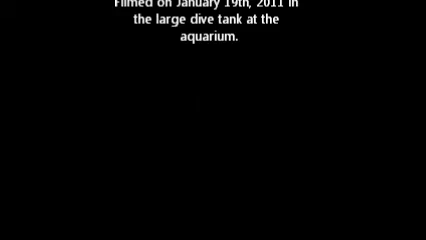 Filmed on January 19th, 2011 in
the large dive tank at the
aquarium.